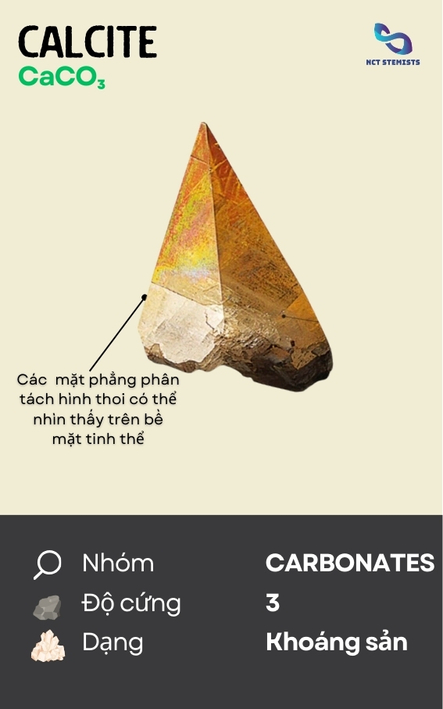 CALCITE
CaCO₃
NCT STEMISTS
Các mặt phẳng phân
tách hình thoi có thể
nhìn thấy trên bề
mặt tinh thể
Nhóm CARBONATES
Độ cứng 3
Dạng Khoáng sản